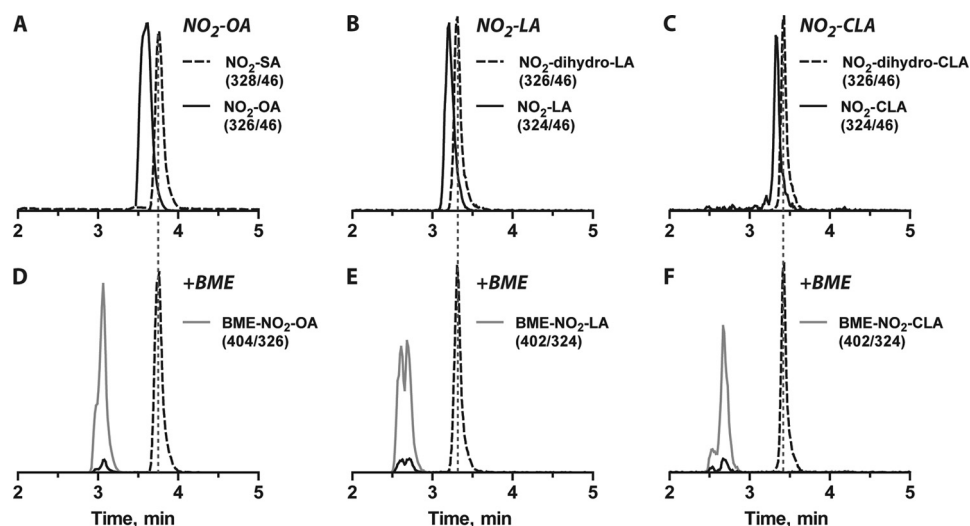 A
NO2-OA
NO2-SA
(328/46)
NO2-OA
(326/46)
2 3 4 5
B
NO2-LA
NO2-dihydro-LA
(326/46)
NO2-LA
(324/46)
2 3 4 5
C
NO2-CLA
NO2-dihydro-CLA
(326/46)
NO2-CLA
(324/46)
2 3 4 5
D
+BME
BME-NO2-OA
(404/326)
2 3 4 5
Time, min
E
+BME
BME-NO2-LA
(402/324)
2 3 4 5
Time, min
F
+BME
BME-NO2-CLA
(402/324)
2 3 4 5
Time, min